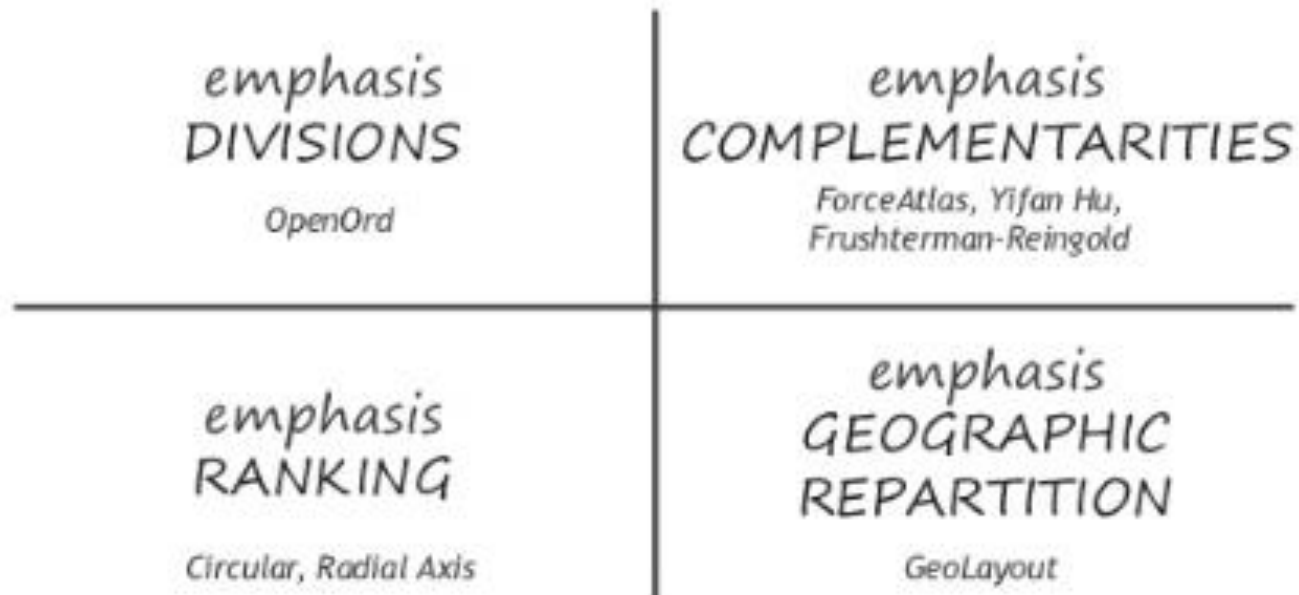 emphasis
DIVISIONS
OpenOrd
emphasis
COMPLEMENTARITIES
ForceAtlas, Yifan Hu,
Frushterman-Reingold
emphasis
RANKING
Circular, Radial Axis
emphasis
GEOGRAPHIC
REPARTITION
GeoLayout